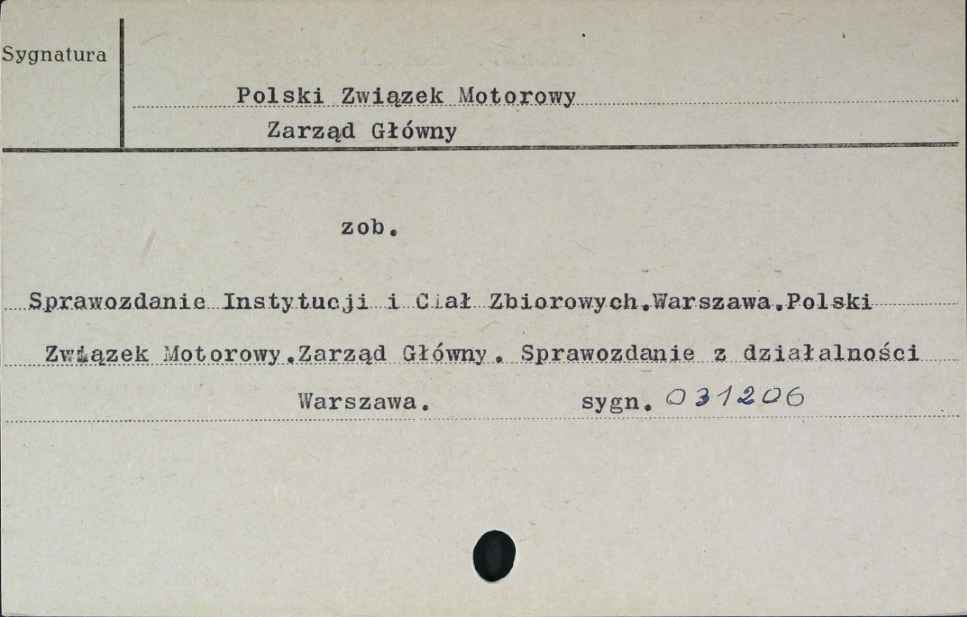 Sygnatura
Polski Związek Motorowy
Zarząd Główny
zob.
Sprawozdanie Instytucji i Ciał Zbiorowych.Warszawa.Polski
Związek Motorowy.Zarząd Główny. Sprawozdanie z działalności
Warszawa. sygn. 031206